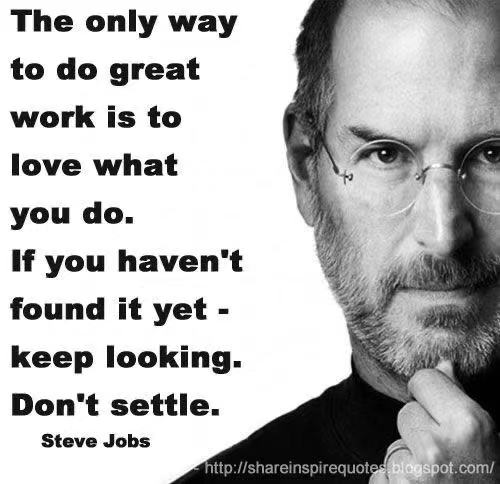 The only way
to do great
work is to
love what
you do.
If you haven't
found it yet -
keep looking.
Don't settle.
Steve Jobs
- http://shareinspirequotes.blogspot.com/